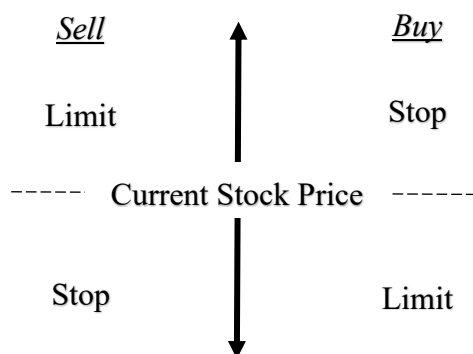 Sell Buy
Limit Stop
Current Stock Price
Stop Limit